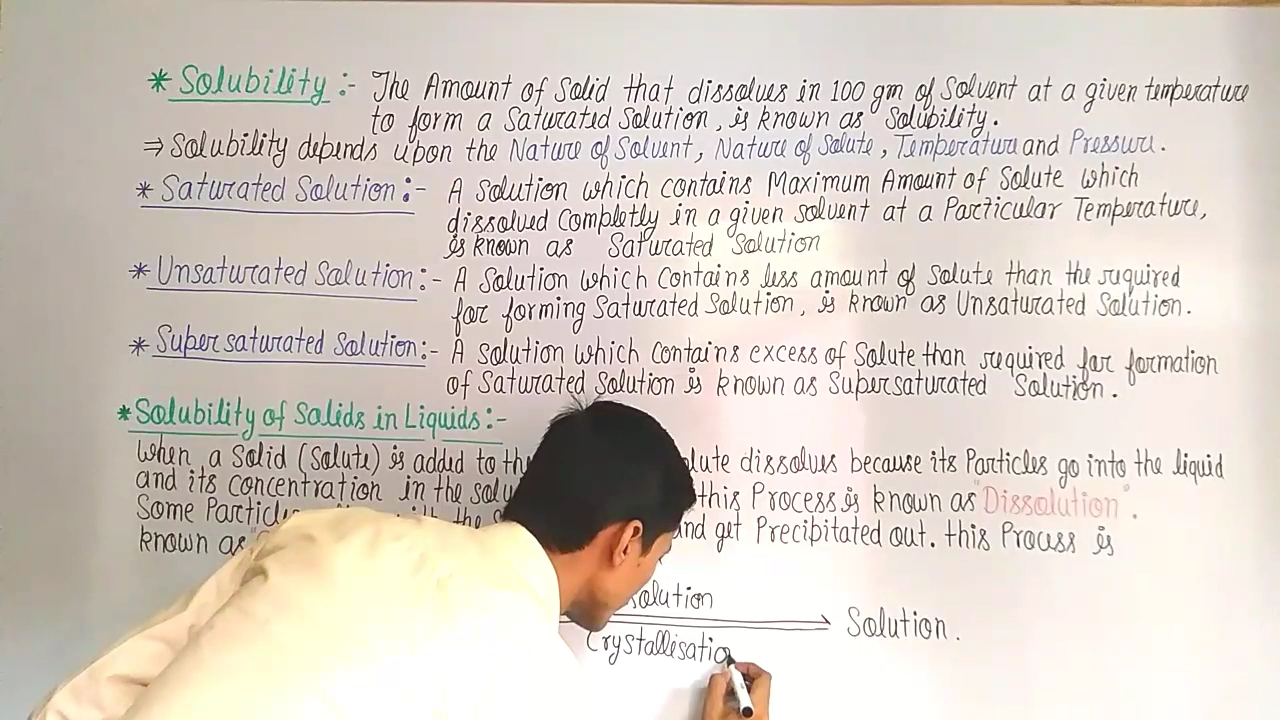 * Solubility :- The Amount of Solid that dissolves in 100 gm of Solvent at a given temperature
to form a Saturated Solution, is known as Solubility.
⇒ Solubility depends upon the Nature of Solvent, Nature of Solute, Temperature and Pressure.
* Saturated Solution :- A Solution which contains Maximum Amount of Solute which
dissolved Completly in a given solvent at a Particular Temperature,
is known as Saturated Solution
* Unsaturated Solution :- A Solution which Contains less amount of Solute than the required
for forming Saturated Solution, is known as Unsaturated Solution.
* Super saturated Solution :- A Solution which Contains excess of Solute than required for formation
of Saturated Solution is known as Supersaturated Solution.
* Solubility of Solids in Liquids :-
When a Solid (Solute) is added to the dissolves because its Particles go into the liquid
and its concentration in the this Process is known as "Dissolution".
Some and get Precipitated out. this Process is
known as
Solution.
Crystallisatio